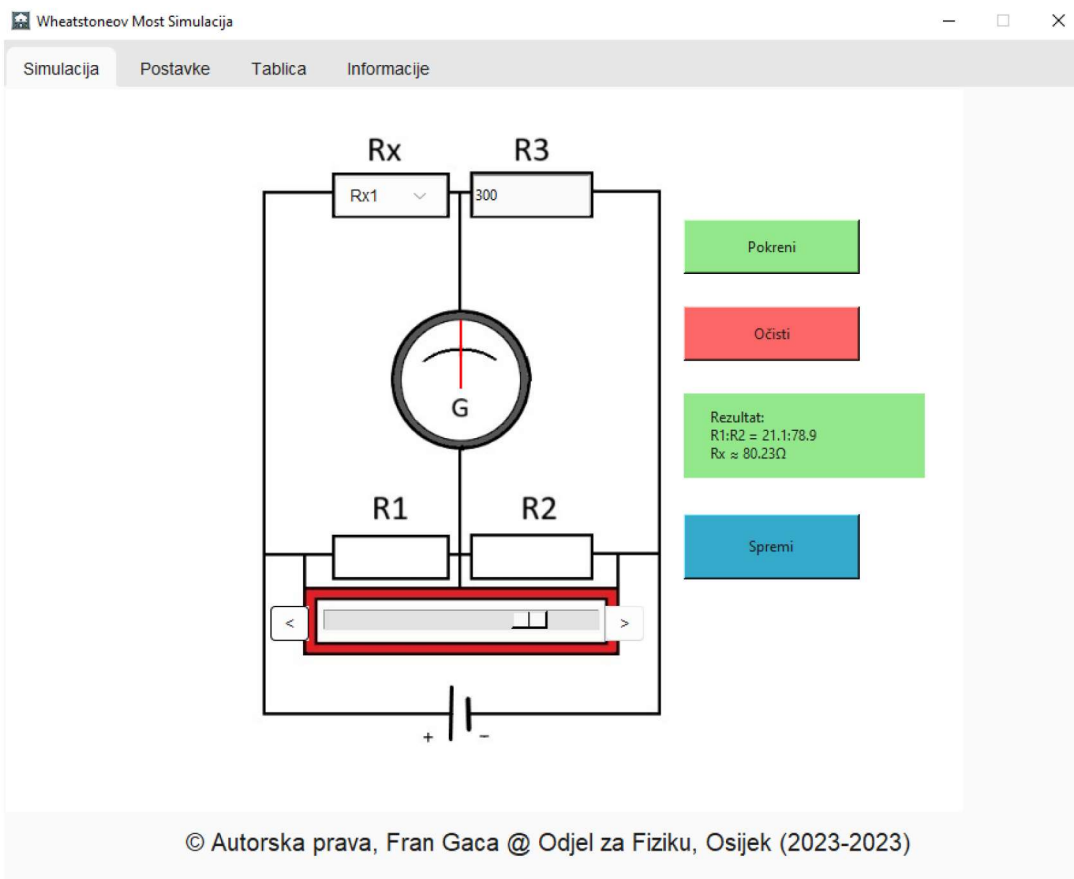 Wheatstoneov Most Simulacija
Simulacija Postavke Tablica Informacije
Rx R3
Rx1 300
Pokreni
Očisti
G
Rezultat:
R1:R2 = 21.1:78.9
Rx ≈ 80.23Ω
R1 R2
Spremi
< >
+ −
© Autorska prava, Fran Gaca @ Odjel za Fiziku, Osijek (2023-2023)